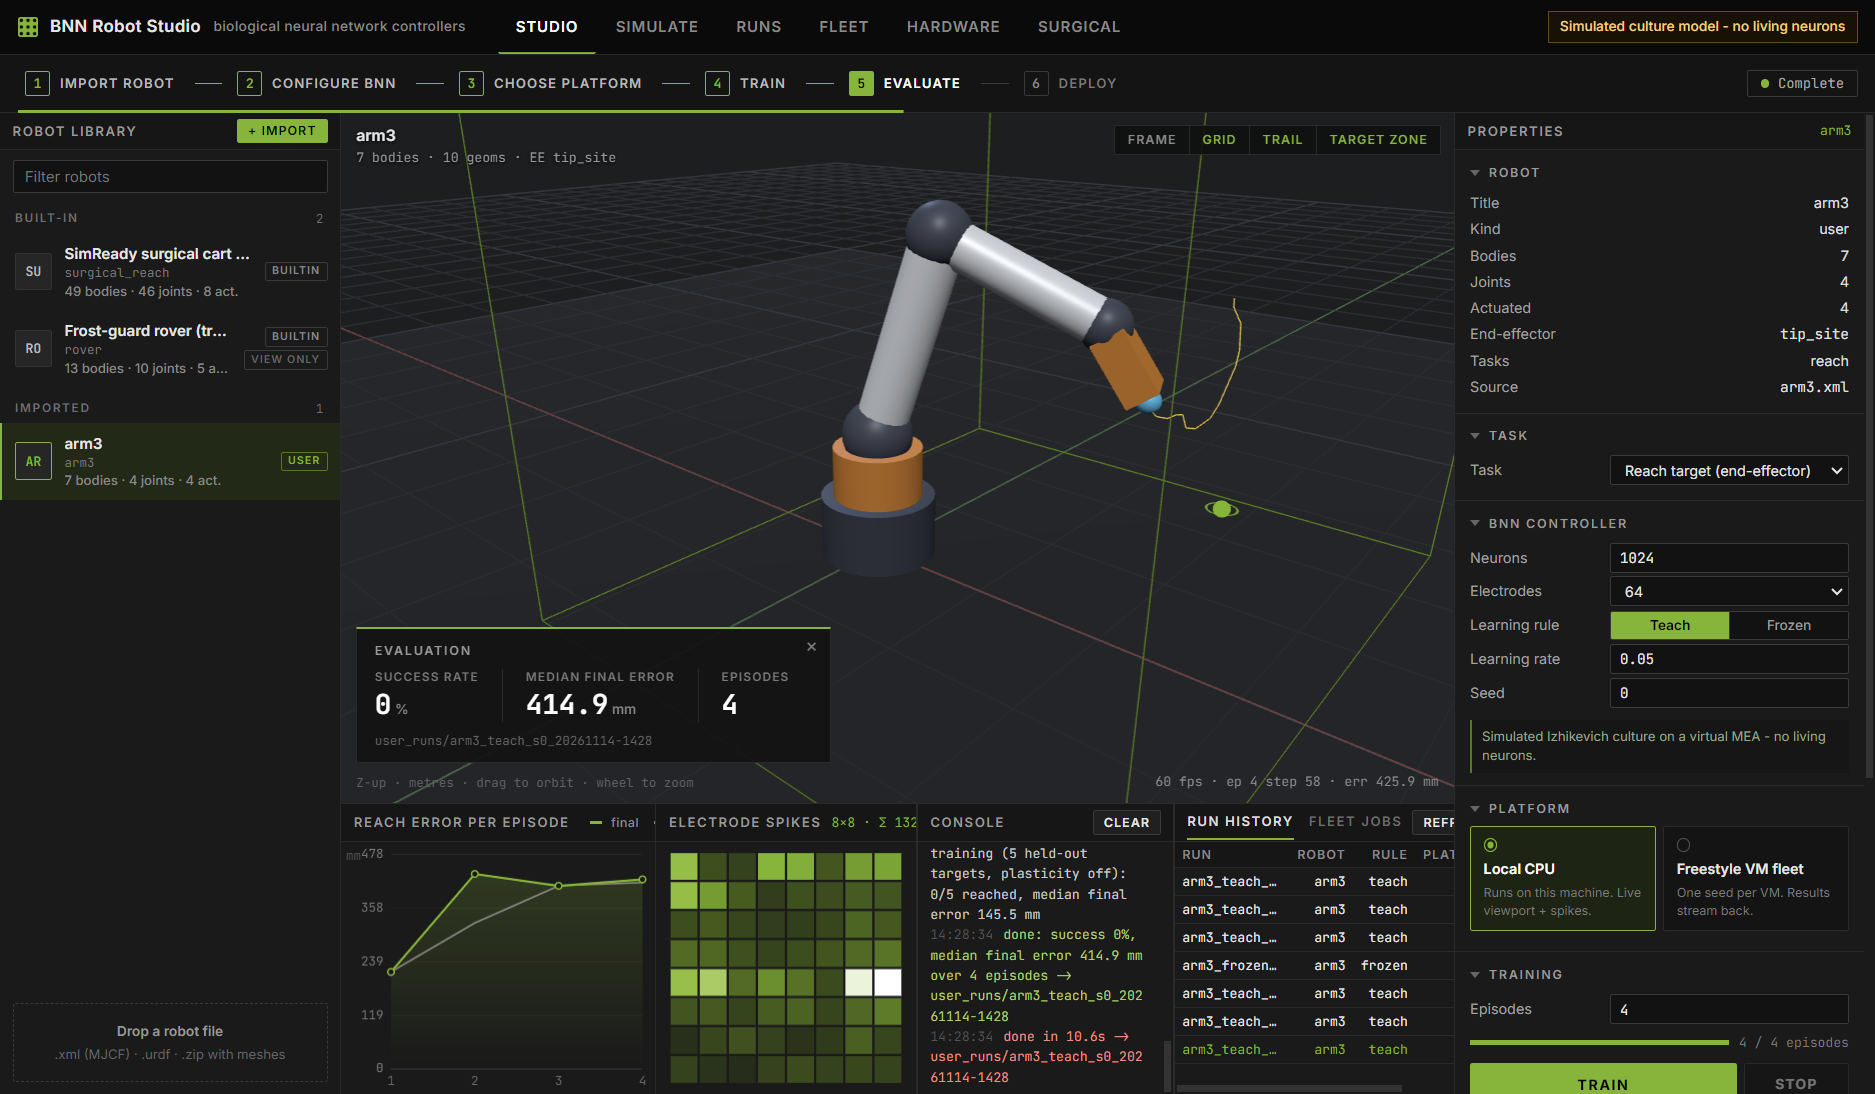 BNN Robot Studio biological neural network controllers STUDIO SIMULATE RUNS FLEET HARDWARE SURGICAL Simulated culture model - no living neurons
1 IMPORT ROBOT 2 CONFIGURE BNN 3 CHOOSE PLATFORM 4 TRAIN 5 EVALUATE 6 DEPLOY Complete
ROBOT LIBRARY + IMPORT
Filter robots
BUILT-IN 2
SU
SimReady surgical cart ...
surgical_reach
49 bodies · 46 joints · 8 act.
BUILTIN
RO
Frost-guard rover (tr...
rover
13 bodies · 10 joints · 5 a...
BUILTIN
VIEW ONLY
IMPORTED 1
AR
arm3
arm3
7 bodies · 4 joints · 4 act.
USER
Drop a robot file
.xml (MJCF) · .urdf · .zip with meshes
arm3
7 bodies · 10 geoms · EE tip_site
FRAME GRID TRAIL TARGET ZONE
EVALUATION ×
SUCCESS RATE MEDIAN FINAL ERROR EPISODES
0 % 414.9 mm 4
user_runs/arm3_teach_s0_20261114-1428
Z-up · metres · drag to orbit · wheel to zoom
60 fps · ep 4 step 58 · err 425.9 mm
REACH ERROR PER EPISODE final
mm 478
358
239
119
0
1 2 3 4
ELECTRODE SPIKES 8×8 · Σ 132
CONSOLE CLEAR
training (5 held-out
targets, plasticity off):
0/5 reached, median final
error 145.5 mm
14:28:34 done: success 0%,
median final error 414.9 mm
over 4 episodes →
user_runs/arm3_teach_s0_202
61114-1428
14:28:34 done in 10.6s →
user_runs/arm3_teach_s0_202
61114-1428
RUN HISTORY FLEET JOBS REFR
RUN ROBOT RULE PLAT
arm3_teach_… arm3 teach
arm3_teach_… arm3 teach
arm3_teach_… arm3 teach
arm3_frozen… arm3 frozen
arm3_teach_… arm3 teach
arm3_teach_… arm3 teach
arm3_teach_… arm3 teach
PROPERTIES arm3
ROBOT
Title arm3
Kind user
Bodies 7
Joints 4
Actuated 4
End-effector tip_site
Tasks reach
Source arm3.xml
TASK
Task Reach target (end-effector)
BNN CONTROLLER
Neurons 1024
Electrodes 64
Learning rule Teach Frozen
Learning rate 0.05
Seed 0
Simulated Izhikevich culture on a virtual MEA - no living
neurons.
PLATFORM
Local CPU
Runs on this machine. Live
viewport + spikes.
Freestyle VM fleet
One seed per VM. Results
stream back.
TRAINING
Episodes 4
4 / 4 episodes
TRAIN STOP